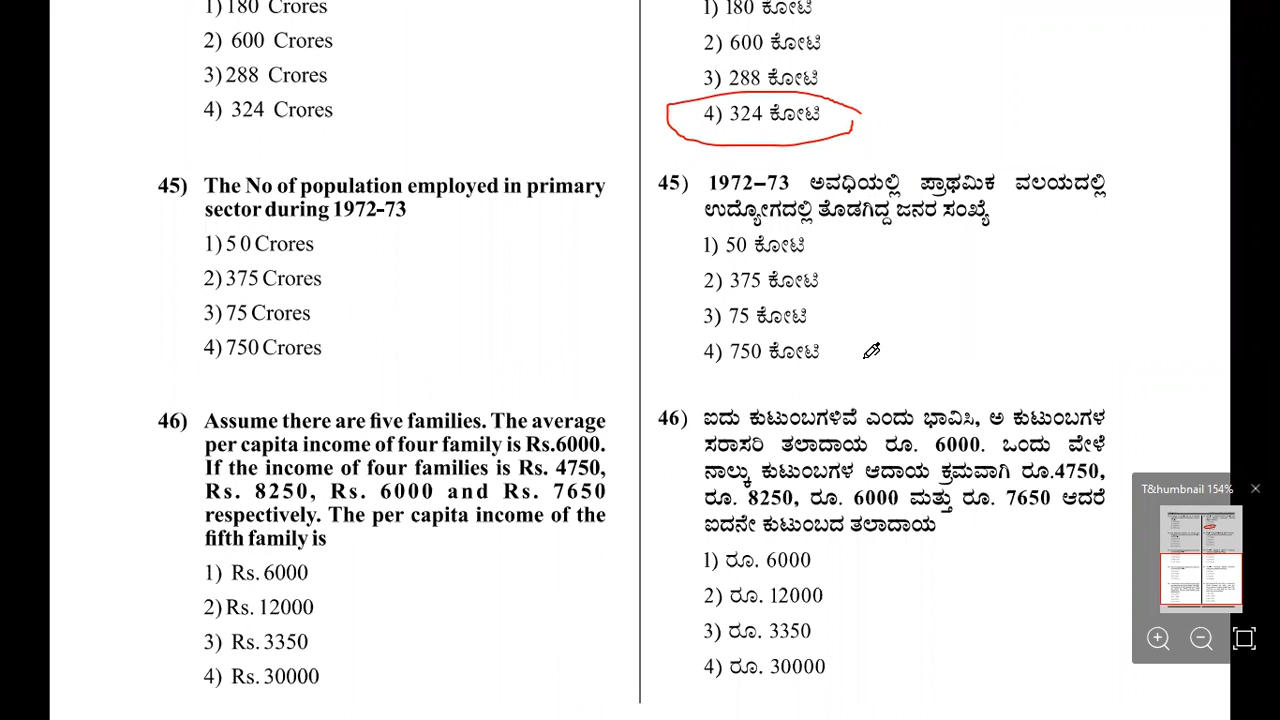 1) 180 Crores
2) 600 Crores
3) 288 Crores
4) 324 Crores
45) The No of population employed in primary
sector during 1972-73
1) 50 Crores
2) 375 Crores
3) 75 Crores
4) 750 Crores
46) Assume there are five families. The average
per capita income of four family is Rs.6000.
If the income of four families is Rs. 4750,
Rs. 8250, Rs. 6000 and Rs. 7650
respectively. The per capita income of the
fifth family is
1) Rs. 6000
2) Rs. 12000
3) Rs. 3350
4) Rs. 30000
1) 180 ಕೋಟಿ
2) 600 ಕೋಟಿ
3) 288 ಕೋಟಿ
4) 324 ಕೋಟಿ
45) 1972–73 ಅವಧಿಯಲ್ಲಿ ಪ್ರಾಥಮಿಕ ವಲಯದಲ್ಲಿ
ಉದ್ಯೋಗದಲ್ಲಿ ತೊಡಗಿದ್ದ ಜನರ ಸಂಖ್ಯೆ
1) 50 ಕೋಟಿ
2) 375 ಕೋಟಿ
3) 75 ಕೋಟಿ
4) 750 ಕೋಟಿ
46) ಐದು ಕುಟುಂಬಗಳಿವೆ ಎಂದು ಭಾವಿಸಿ, ಅ ಕುಟುಂಬಗಳ
ಸರಾಸರಿ ತಲಾದಾಯ ರೂ. 6000. ಒಂದು ವೇಳೆ
ನಾಲ್ಕು ಕುಟುಂಬಗಳ ಆದಾಯ ಕ್ರಮವಾಗಿ ರೂ.4750,
ರೂ. 8250, ರೂ. 6000 ಮತ್ತು ರೂ. 7650 ಆದರೆ
ಐದನೇ ಕುಟುಂಬದ ತಲಾದಾಯ
1) ರೂ. 6000
2) ರೂ. 12000
3) ರೂ. 3350
4) ರೂ. 30000
T&humbnail 154%